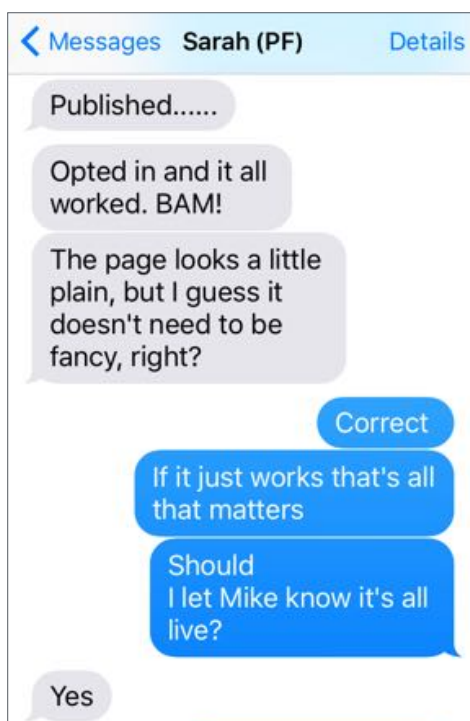 Messages Sarah (PF) Details
Published......
Opted in and it all
worked. BAM!
The page looks a little
plain, but I guess it
doesn't need to be
fancy, right?
Correct
If it just works that's all
that matters
Should
I let Mike know it's all
live?
Yes